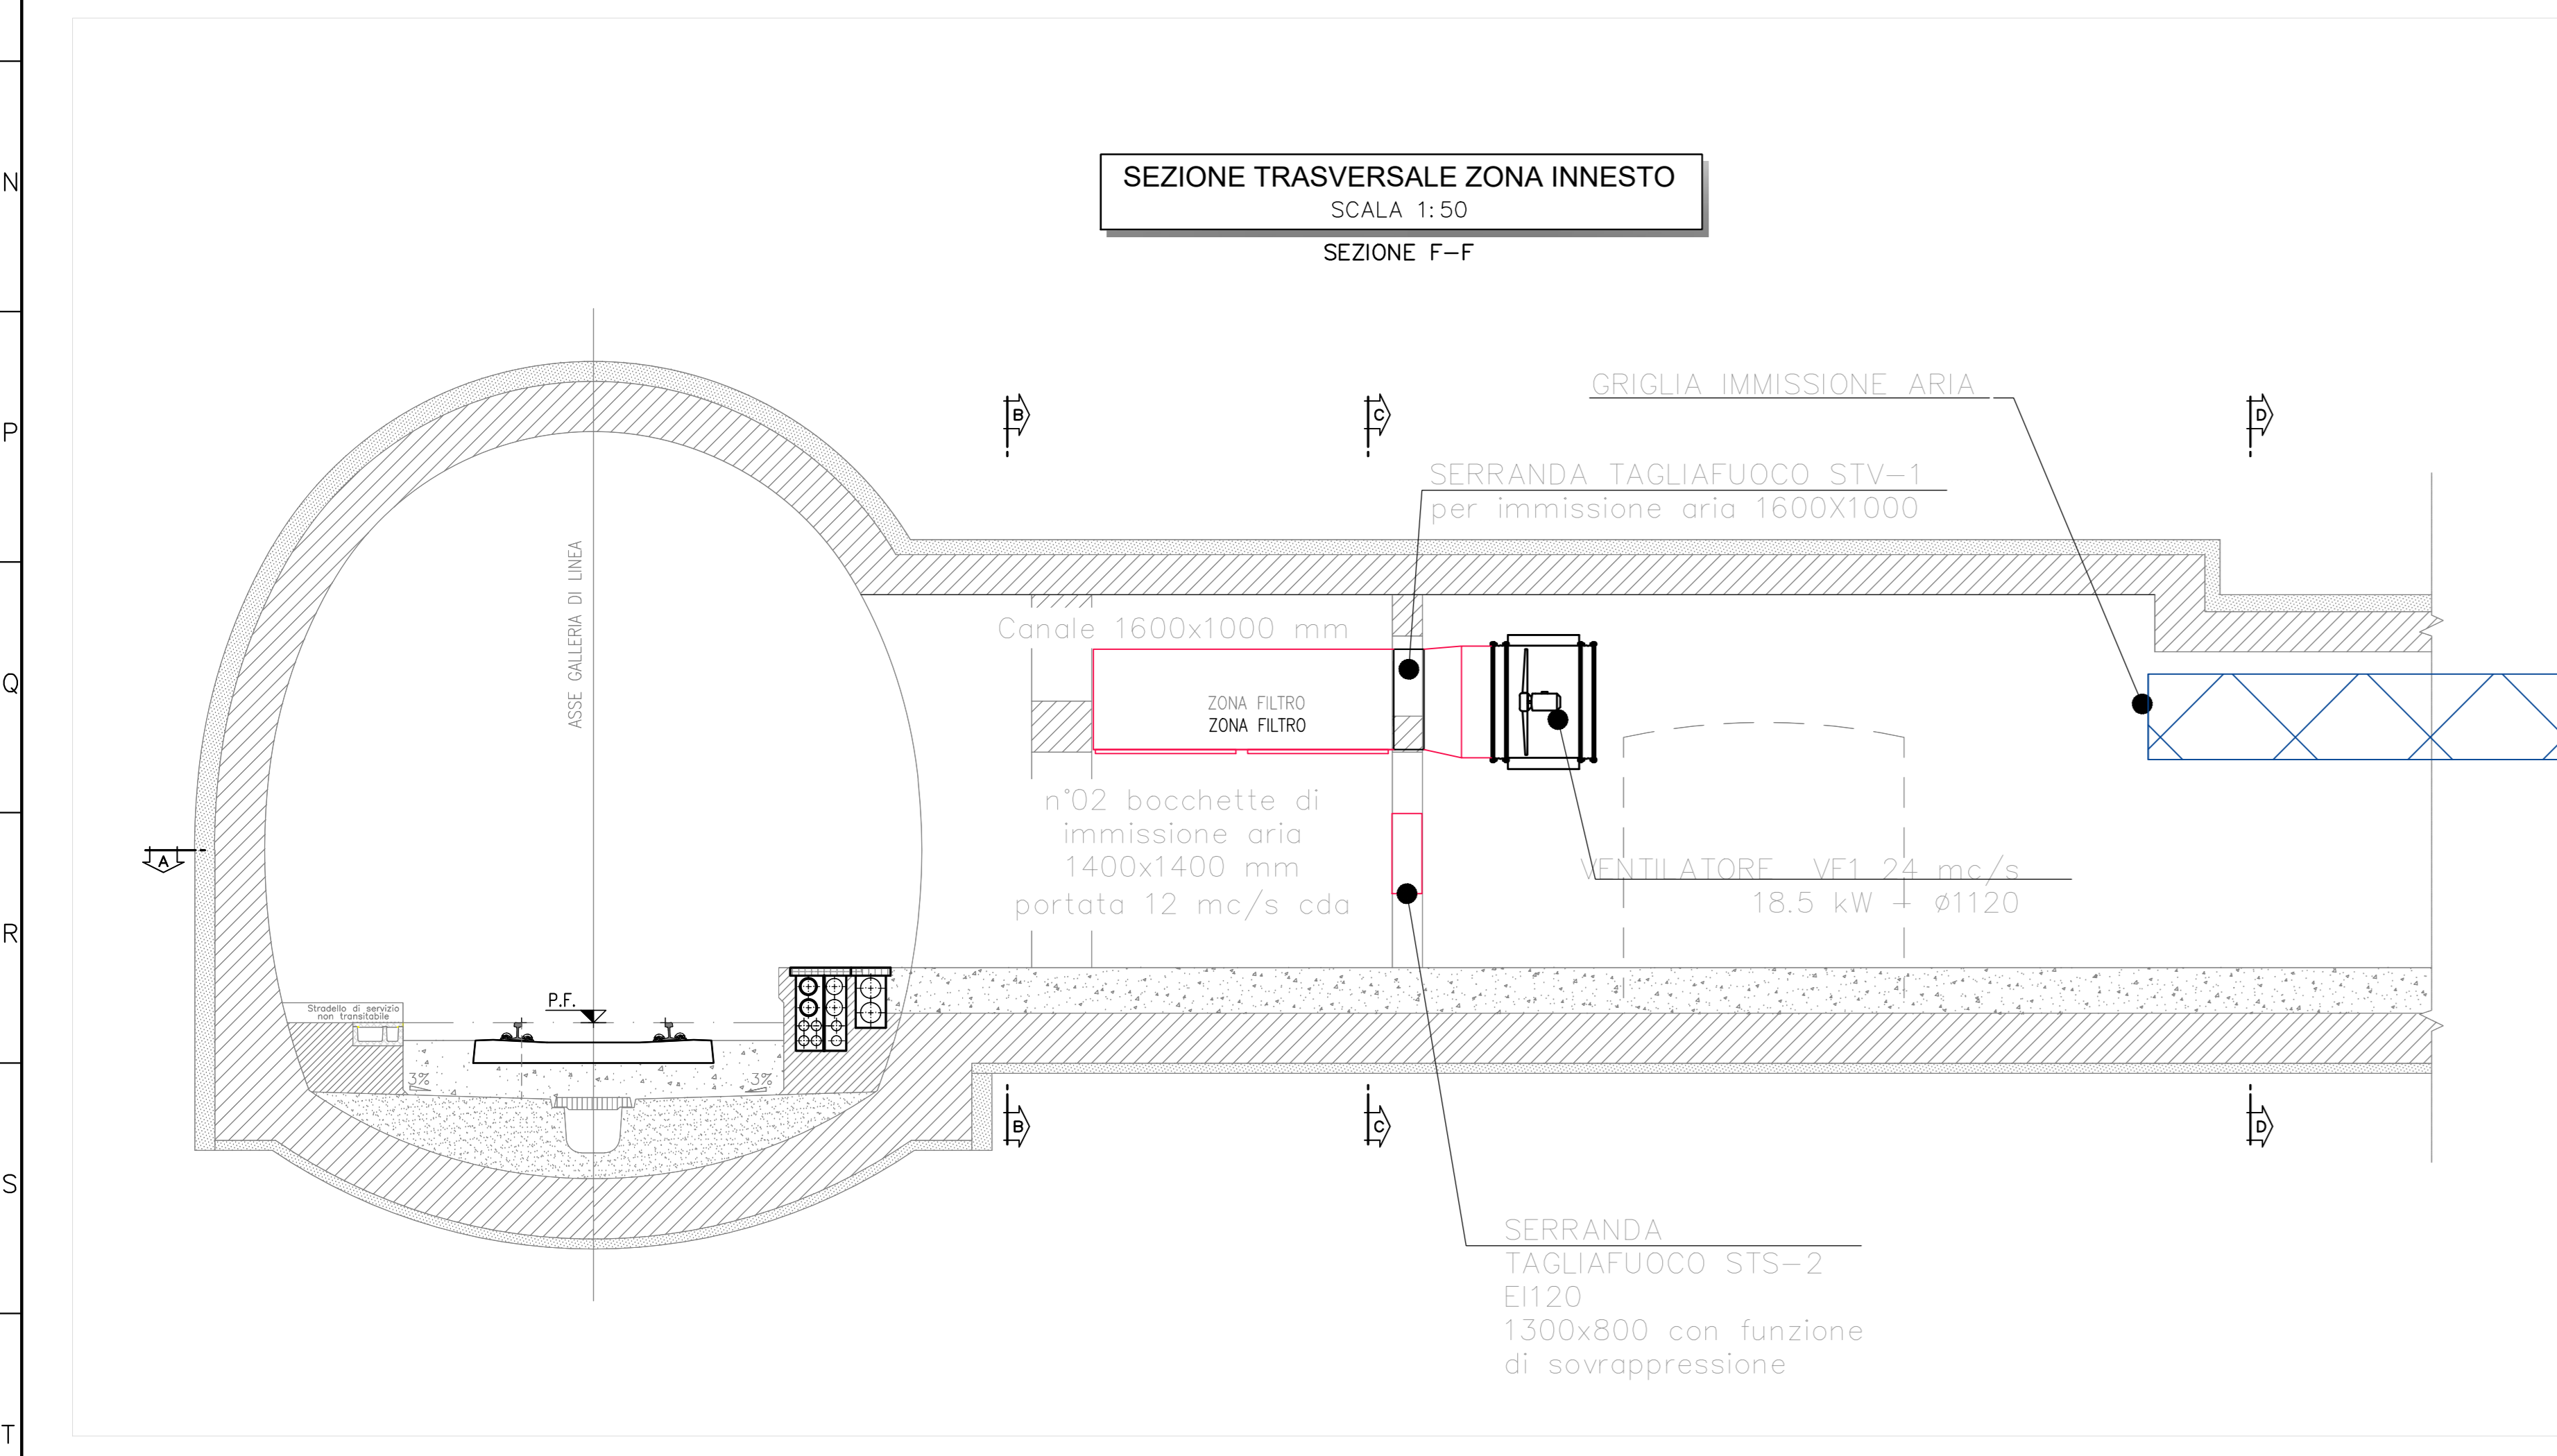 SEZIONE TRASVERSALE ZONA INNESTO
SCALA 1:50
SEZIONE F-F
N
P
Q
R
S
T
GRIGLIA IMMISSIONE ARIA
B
C
D
SERRANDA TAGLIAFUOCO STV-1
per immissione aria 1600X1000
ASSE GALLERIA DI LINEA
Canale 1600x1000 mm
ZONA FILTRO
ZONA FILTRO
n°02 bocchette di
immissione aria
1400x1400 mm
portata 12 mc/s cda
A
VENTILATORE VF1 24 mc/s
18.5 kW - ø1120
P.F.
Stradello di servizio
non transitabile
3%
3%
B
C
D
SERRANDA
TAGLIAFUOCO STS-2
EI120
1300x800 con funzione
di sovrappressione